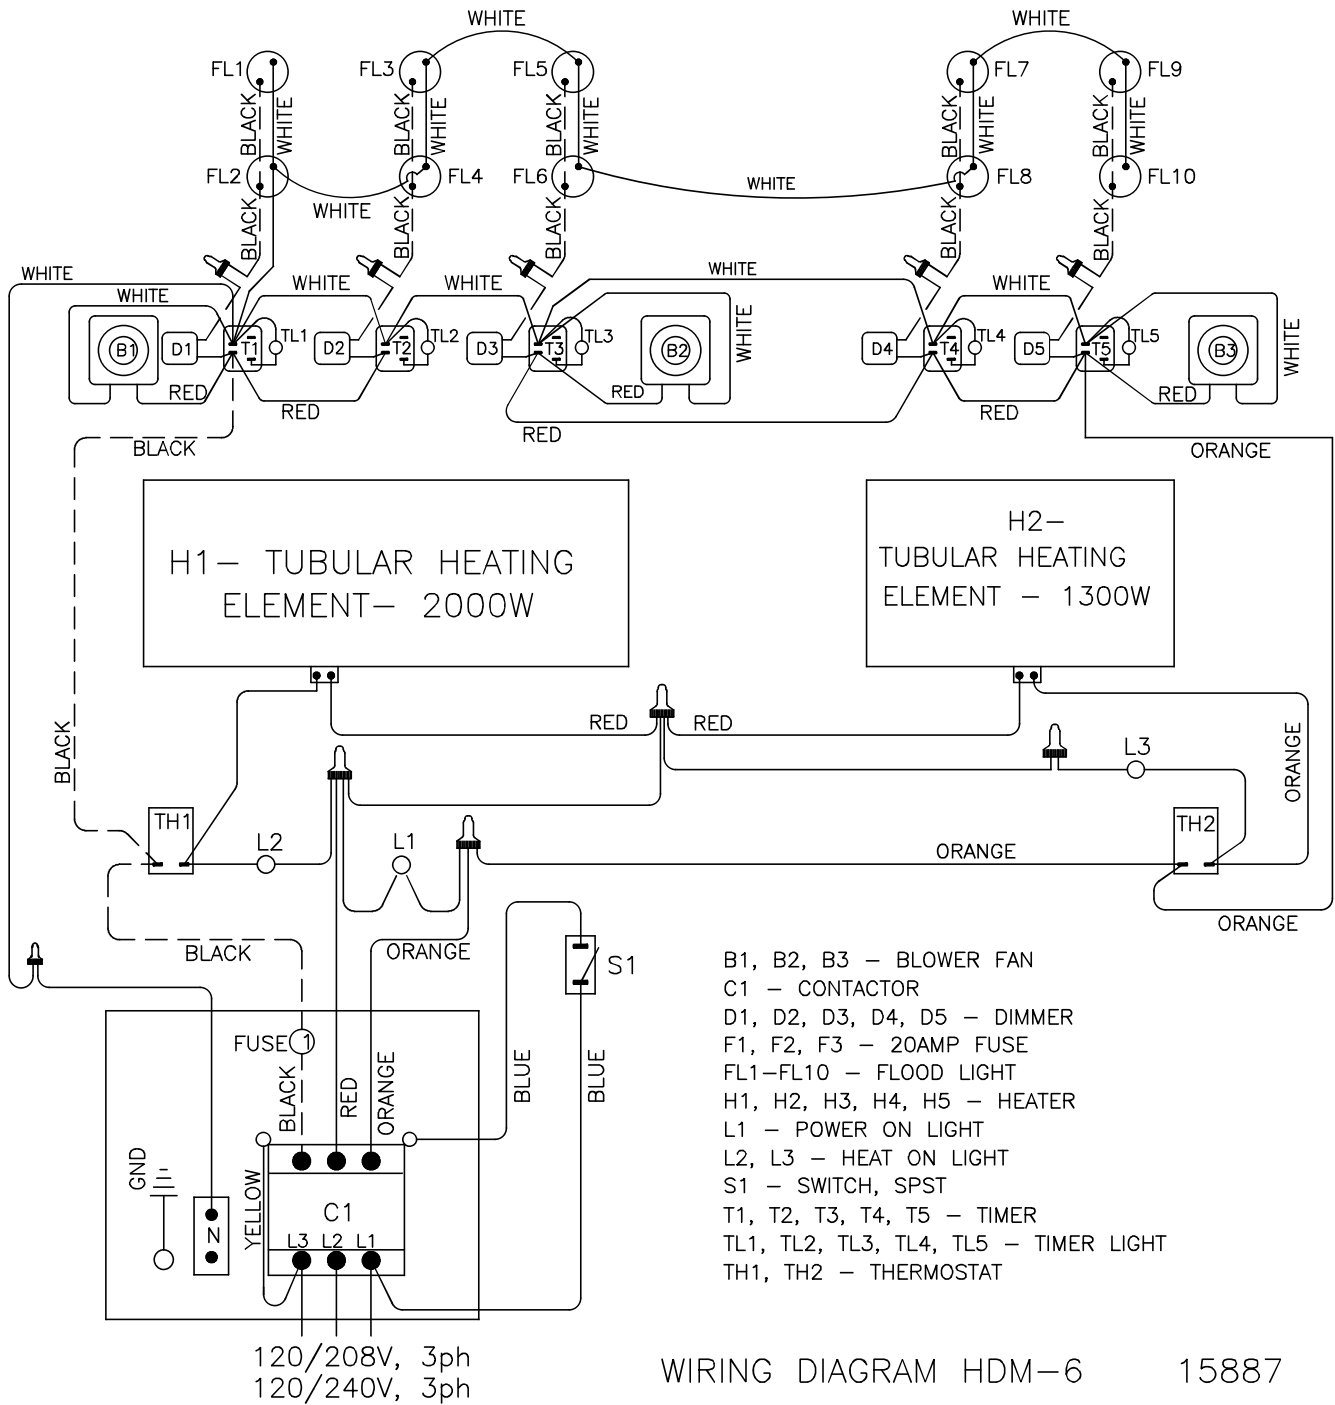 WHITE
WHITE
FL1
FL3
FL5
FL7
FL9
BLACK
WHITE
BLACK
WHITE
BLACK
WHITE
BLACK
WHITE
BLACK
WHITE
FL2
FL4
FL6
FL8
FL10
WHITE
WHITE
BLACK
BLACK
BLACK
BLACK
BLACK
WHITE
WHITE
WHITE
WHITE
WHITE
WHITE
WHITE
WHITE
B1
D1
T1
TL1
D2
T2
TL2
D3
T3
TL3
B2
D4
T4
TL4
D5
T5
TL5
B3
RED
RED
RED
RED
RED
RED
BLACK
ORANGE
H1- TUBULAR HEATING
ELEMENT- 2000W
H2-
TUBULAR HEATING
ELEMENT - 1300W
RED
RED
BLACK
L3
ORANGE
TH1
L2
L1
TH2
ORANGE
ORANGE
BLACK
ORANGE
S1
FUSE 1
BLACK
RED
ORANGE
BLUE
BLUE
GND
N
YELLOW
C1
L3 L2 L1
B1, B2, B3 - BLOWER FAN
C1 - CONTACTOR
D1, D2, D3, D4, D5 - DIMMER
F1, F2, F3 - 20AMP FUSE
FL1-FL10 - FLOOD LIGHT
H1, H2, H3, H4, H5 - HEATER
L1 - POWER ON LIGHT
L2, L3 - HEAT ON LIGHT
S1 - SWITCH, SPST
T1, T2, T3, T4, T5 - TIMER
TL1, TL2, TL3, TL4, TL5 - TIMER LIGHT
TH1, TH2 - THERMOSTAT
120/208V, 3ph
120/240V, 3ph
WIRING DIAGRAM HDM-6 15887